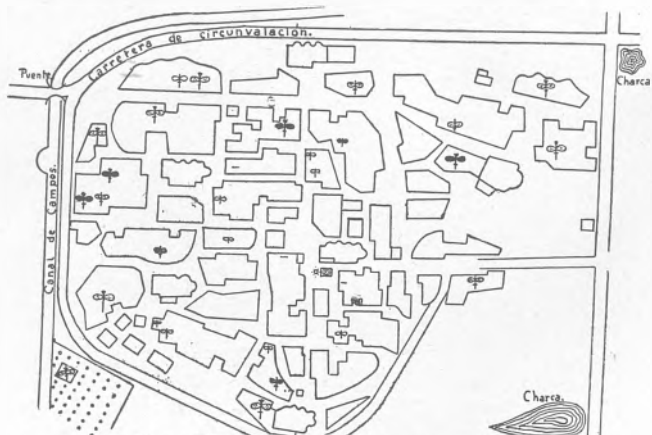 Carretera de circunvalación.
Puente
Charca
Canal de Campos.
Charca.